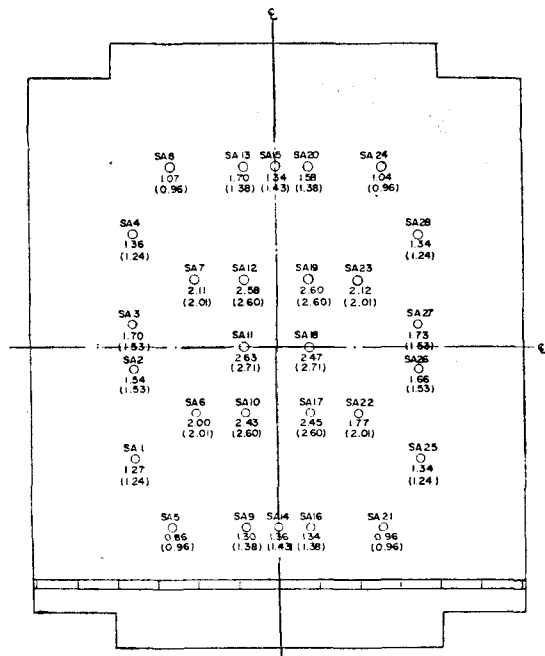 ℄
SA8 SA13 SA15 SA20 SA24
1.07 1.70 1.34 1.58 1.04
(0.96) (1.38) (1.43) (1.38) (0.96)
SA4 SA28
1.36 1.34
(1.24) (1.24)
SA7 SA12 SA19 SA23
2.11 2.58 2.60 2.12
(2.01) (2.60) (2.60) (2.01)
SA3 SA27
1.70 1.73
(1.53) (1.53)
SA11 SA18
2.63 2.47
(2.71) (2.71)
℄
SA2 SA26
1.54 1.66
(1.53) (1.53)
SA6 SA10 SA17 SA22
2.00 2.43 2.45 1.77
(2.01) (2.60) (2.60) (2.01)
SA1 SA25
1.27 1.34
(1.24) (1.24)
SA5 SA9 SA14 SA16 SA21
0.86 1.30 1.36 1.34 0.96
(0.96) (1.38) (1.43) (1.38) (0.96)